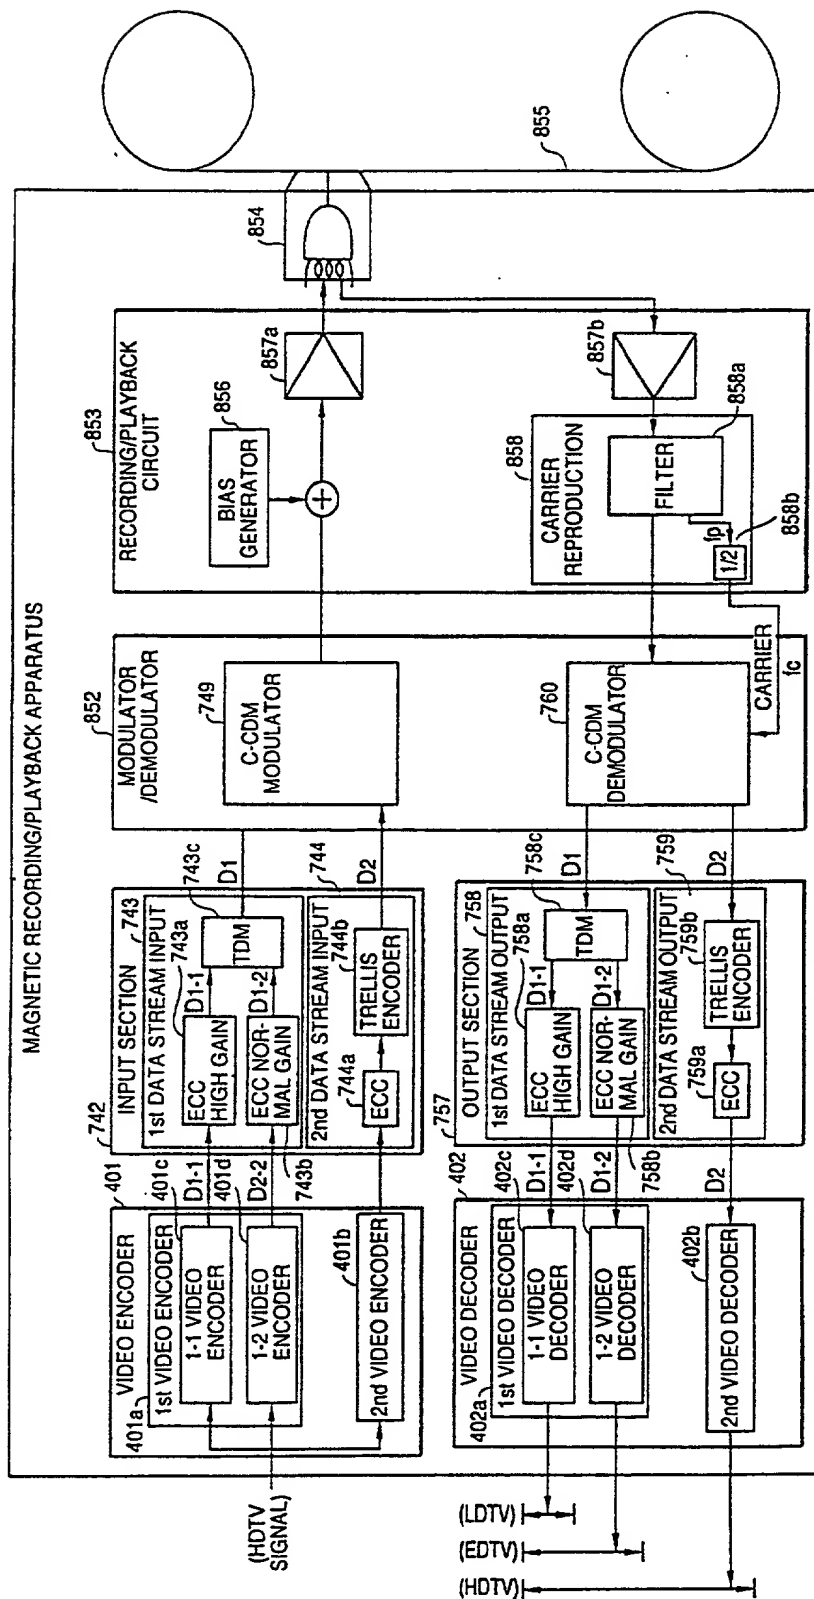 MAGNETIC RECORDING/PLAYBACK APPARATUS
401
VIDEO ENCODER
401a
1st VIDEO ENCODER
401c
1-1 VIDEO
ENCODER
401d
1-2 VIDEO
ENCODER
401b
2nd VIDEO ENCODER
(HDTV
SIGNAL)
D1-1
D2-2
742
INPUT SECTION
743
1st DATA STREAM INPUT
743a
ECC
HIGH GAIN
743b
ECC NOR-
MAL GAIN
D1-1
D1-2
743c
TDM
744
2nd DATA STREAM INPUT
744a
ECC
744b
TRELLIS
ENCODER
D1
D2
852
MODULATOR
/DEMODULATOR
749
C-CDM
MODULATOR
760
C-CDM
DEMODULATOR
853
RECORDING/PLAYBACK
CIRCUIT
856
BIAS
GENERATOR
+
857a
854
855
857b
858
CARRIER
REPRODUCTION
858a
FILTER
fp
1/2
858b
CARRIER
fc
D1
D2
757
OUTPUT SECTION
758
1st DATA STREAM OUTPUT
758c
TDM
758a
ECC
HIGH GAIN
D1-1
D1-2
ECC NOR-
MAL GAIN
758b
759
2nd DATA STREAM OUTPUT
759b
TRELLIS
ENCODER
759a
ECC
D1-1
D1-2
D2
402
VIDEO DECODER
402a
1st VIDEO DECODER
402c
1-1 VIDEO
DECODER
402d
1-2 VIDEO
DECODER
402b
2nd VIDEO DECODER
(LDTV)
(EDTV)
(HDTV)